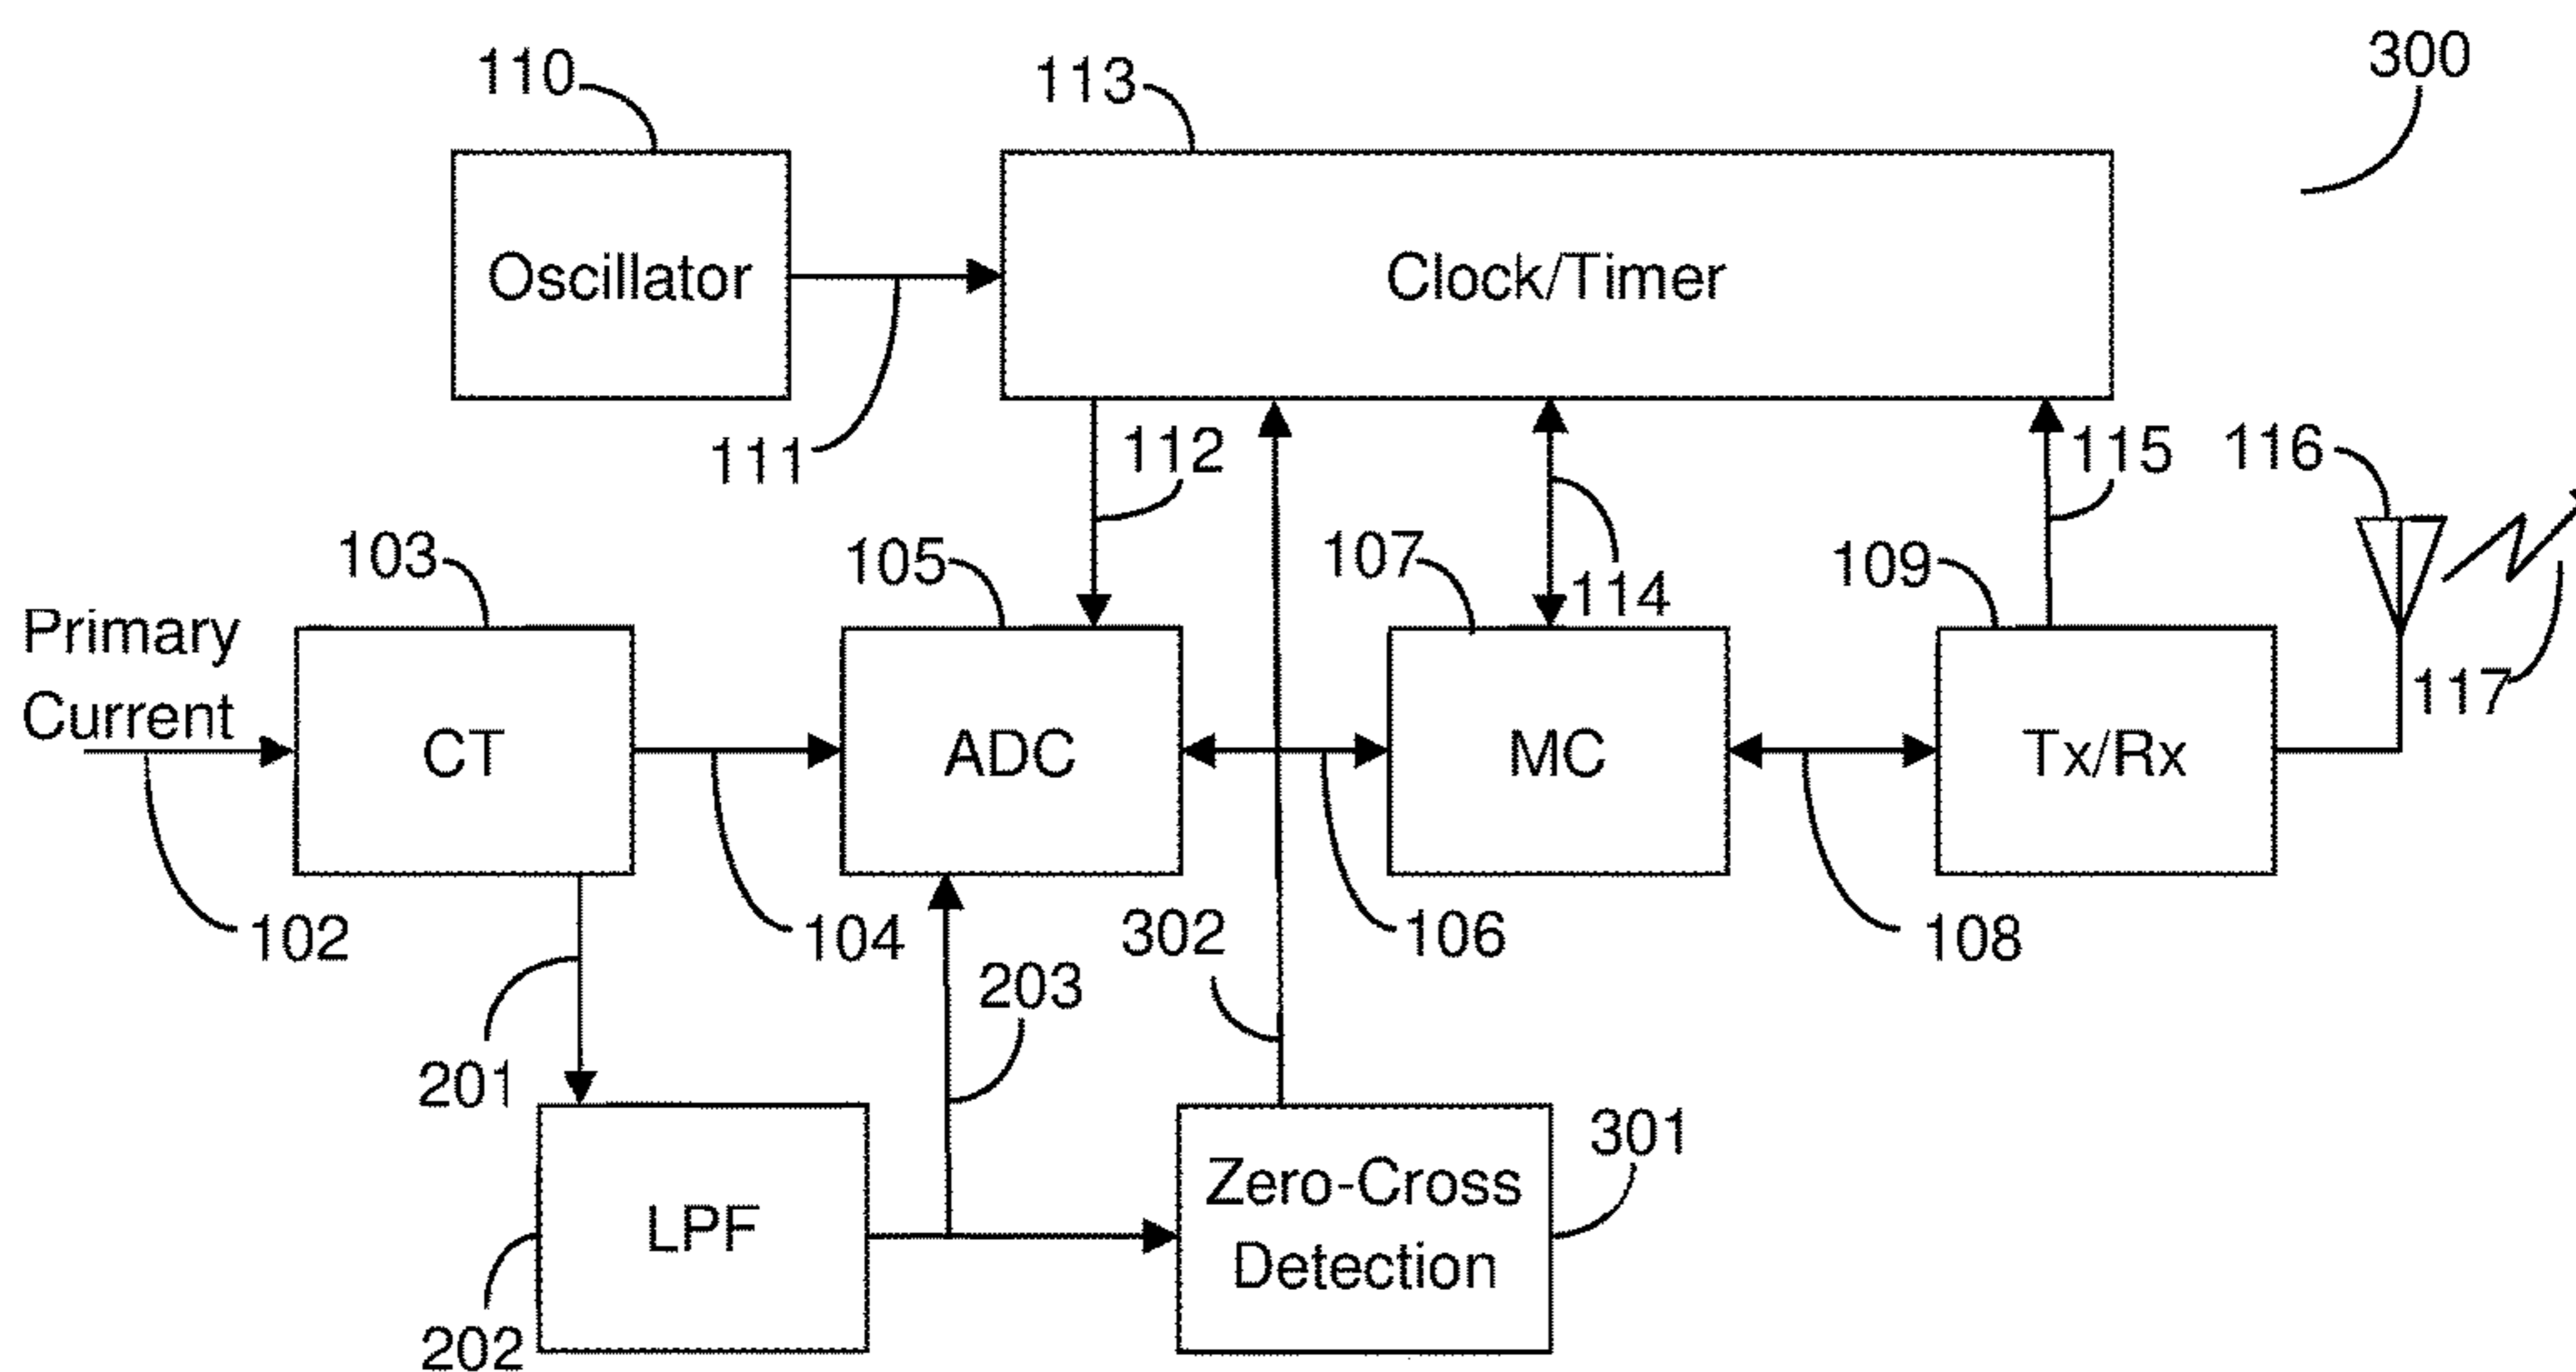 110
113
300
Oscillator
Clock/Timer
111
112
115
116
103
105
107
114
109
Primary
Current
117
CT
ADC
MC
Tx/Rx
102
104
302
106
108
203
201
301
Zero-Cross
Detection
LPF
202